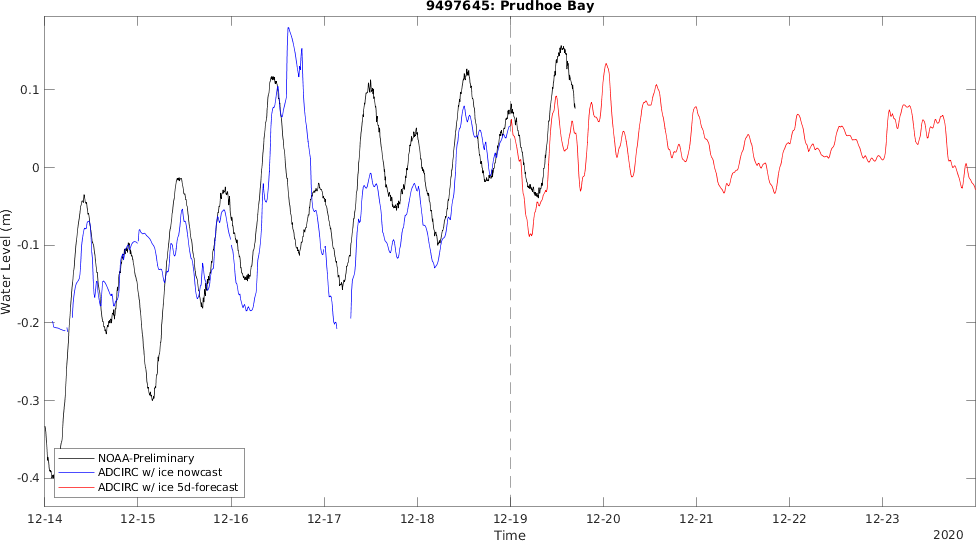 9497645: Prudhoe Bay
Water Level (m)
0.1
0
-0.1
-0.2
-0.3
-0.4
NOAA-Preliminary
ADCIRC w/ ice nowcast
ADCIRC w/ ice 5d-forecast
12-14 12-15 12-16 12-17 12-18 12-19 12-20 12-21 12-22 12-23
Time
2020